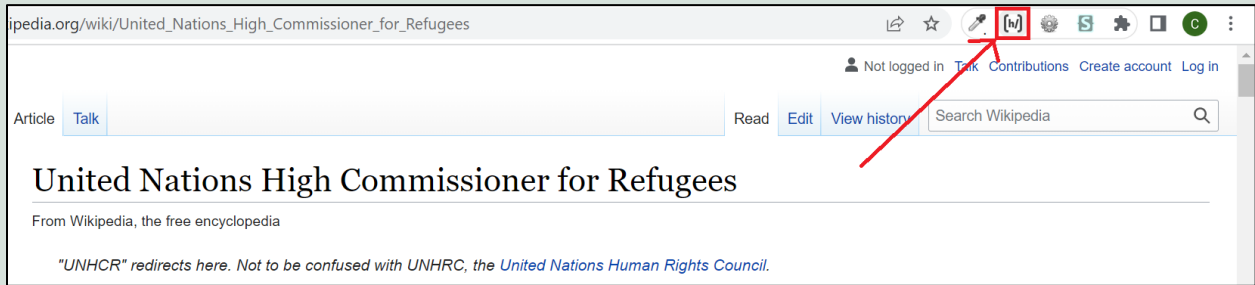 ipedia.org/wiki/United_Nations_High_Commissioner_for_Refugees
[h/] S C
Not logged in Talk Contributions Create account Log in
Article Talk Read Edit View history Search Wikipedia
United Nations High Commissioner for Refugees
From Wikipedia, the free encyclopedia
"UNHCR" redirects here. Not to be confused with UNHRC, the United Nations Human Rights Council.